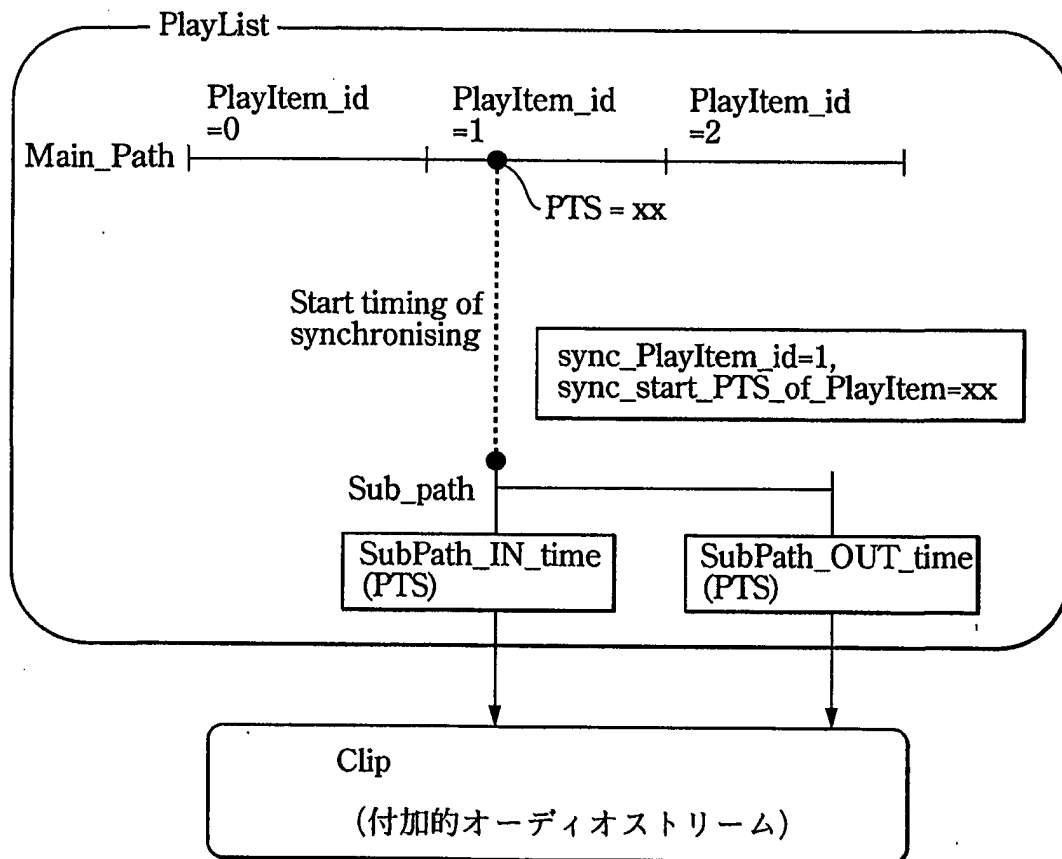 PlayList
PlayItem_id
=0
PlayItem_id
=1
PlayItem_id
=2
Main_Path
PTS = xx
Start timing of
synchronising
sync_PlayItem_id=1,
sync_start_PTS_of_PlayItem=xx
Sub_path
SubPath_IN_time
(PTS)
SubPath_OUT_time
(PTS)
Clip
(付加的オーディオストリーム)